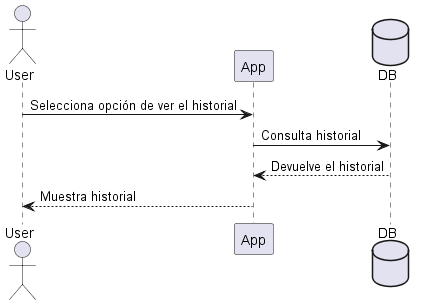 User
App
DB
Selecciona opción de ver el historial
Consulta historial
Devuelve el historial
Muestra historial
User
App
DB